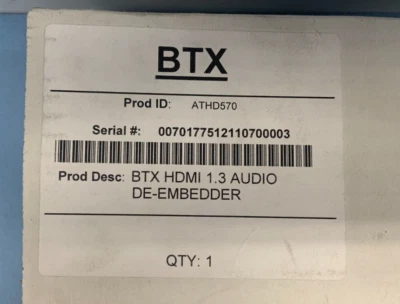 BTX
Prod ID: ATHD570
Serial #: 0070177512110700003
Prod Desc: BTX HDMI 1.3 AUDIO
DE-EMBEDDER
QTY: 1